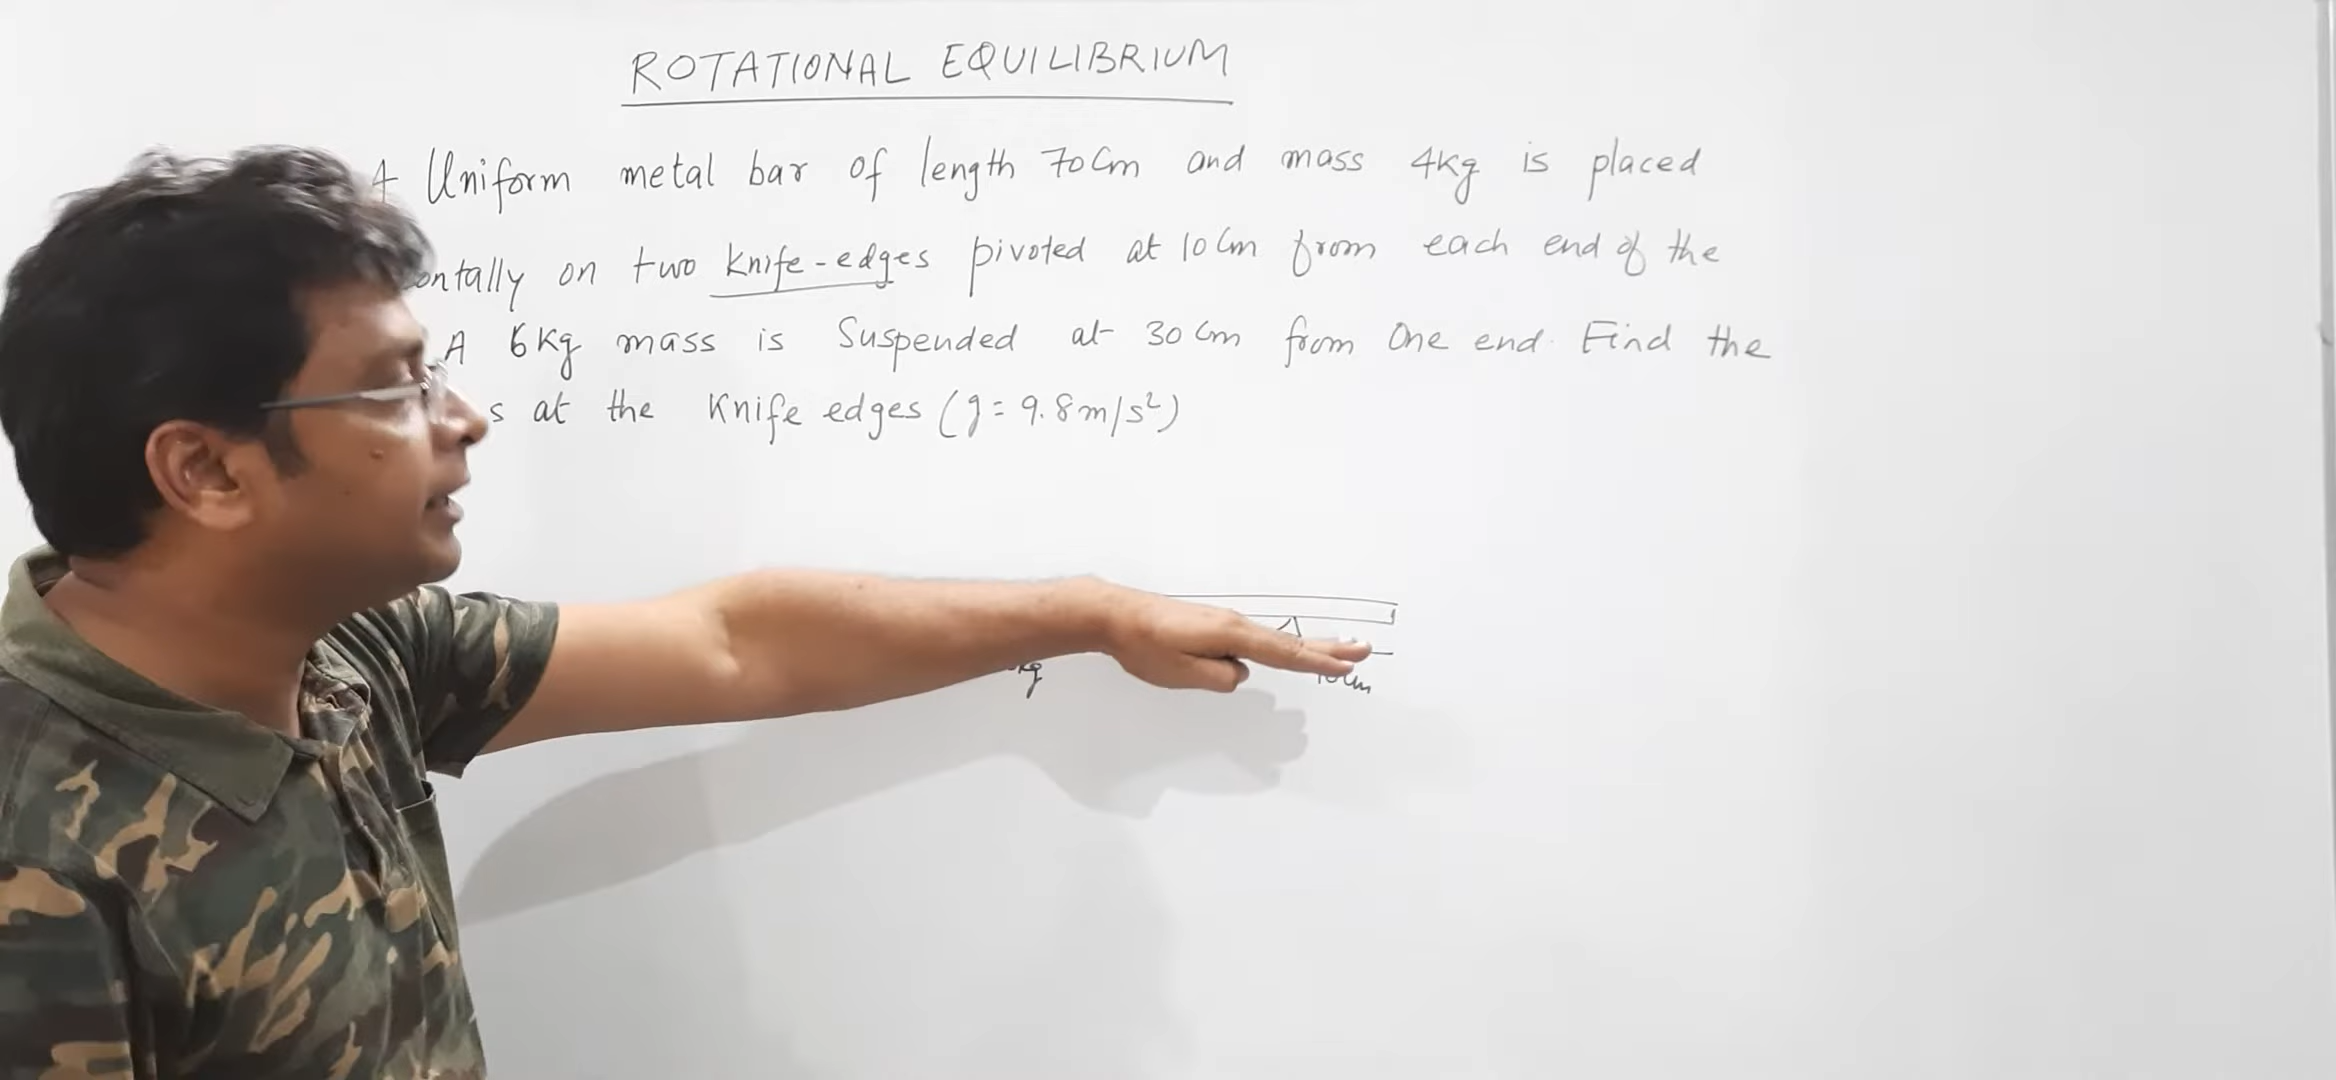 ROTATIONAL EQUILIBRIUM
A Uniform metal bar of length 70cm and mass 4kg is placed
on two knife-edges pivoted at 10cm from each end of the
A 6kg mass is suspended at 30cm from one end. Find the
at the knife edges (g = 9.8m/s²)
kg
10cm